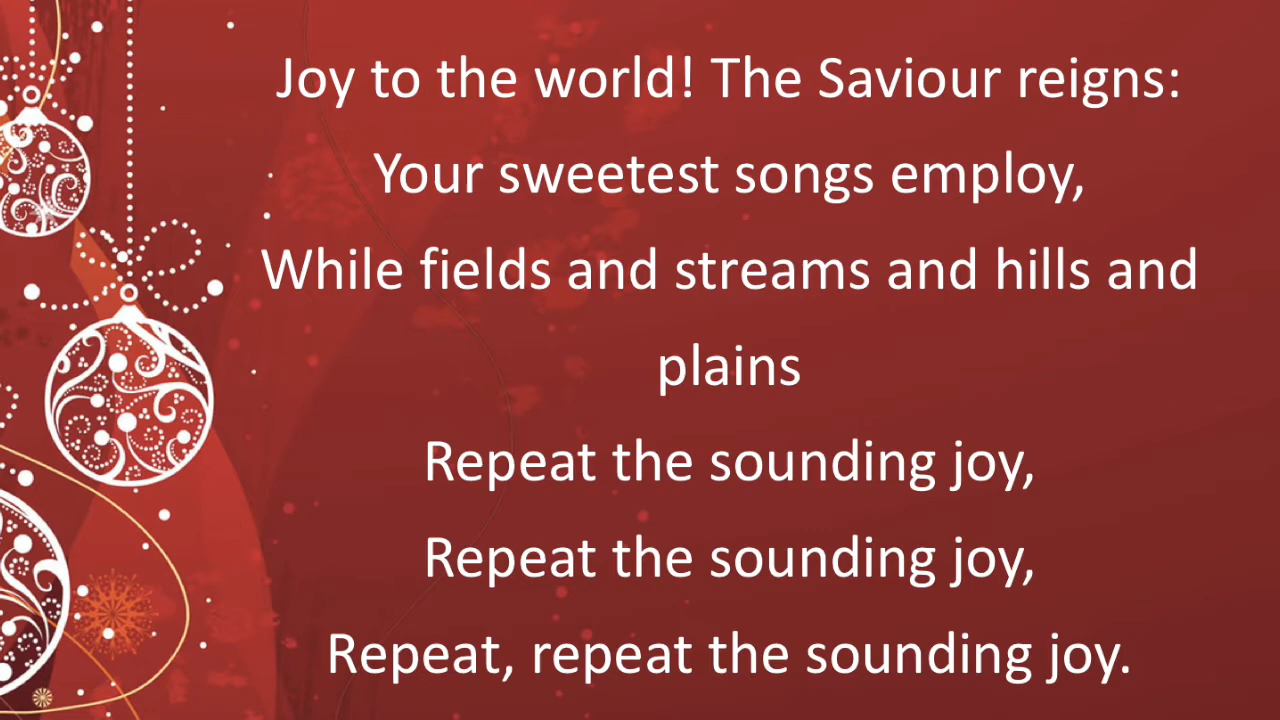 Joy to the world! The Saviour reigns:
Your sweetest songs employ,
While fields and streams and hills and
plains
Repeat the sounding joy,
Repeat the sounding joy,
Repeat, repeat the sounding joy.